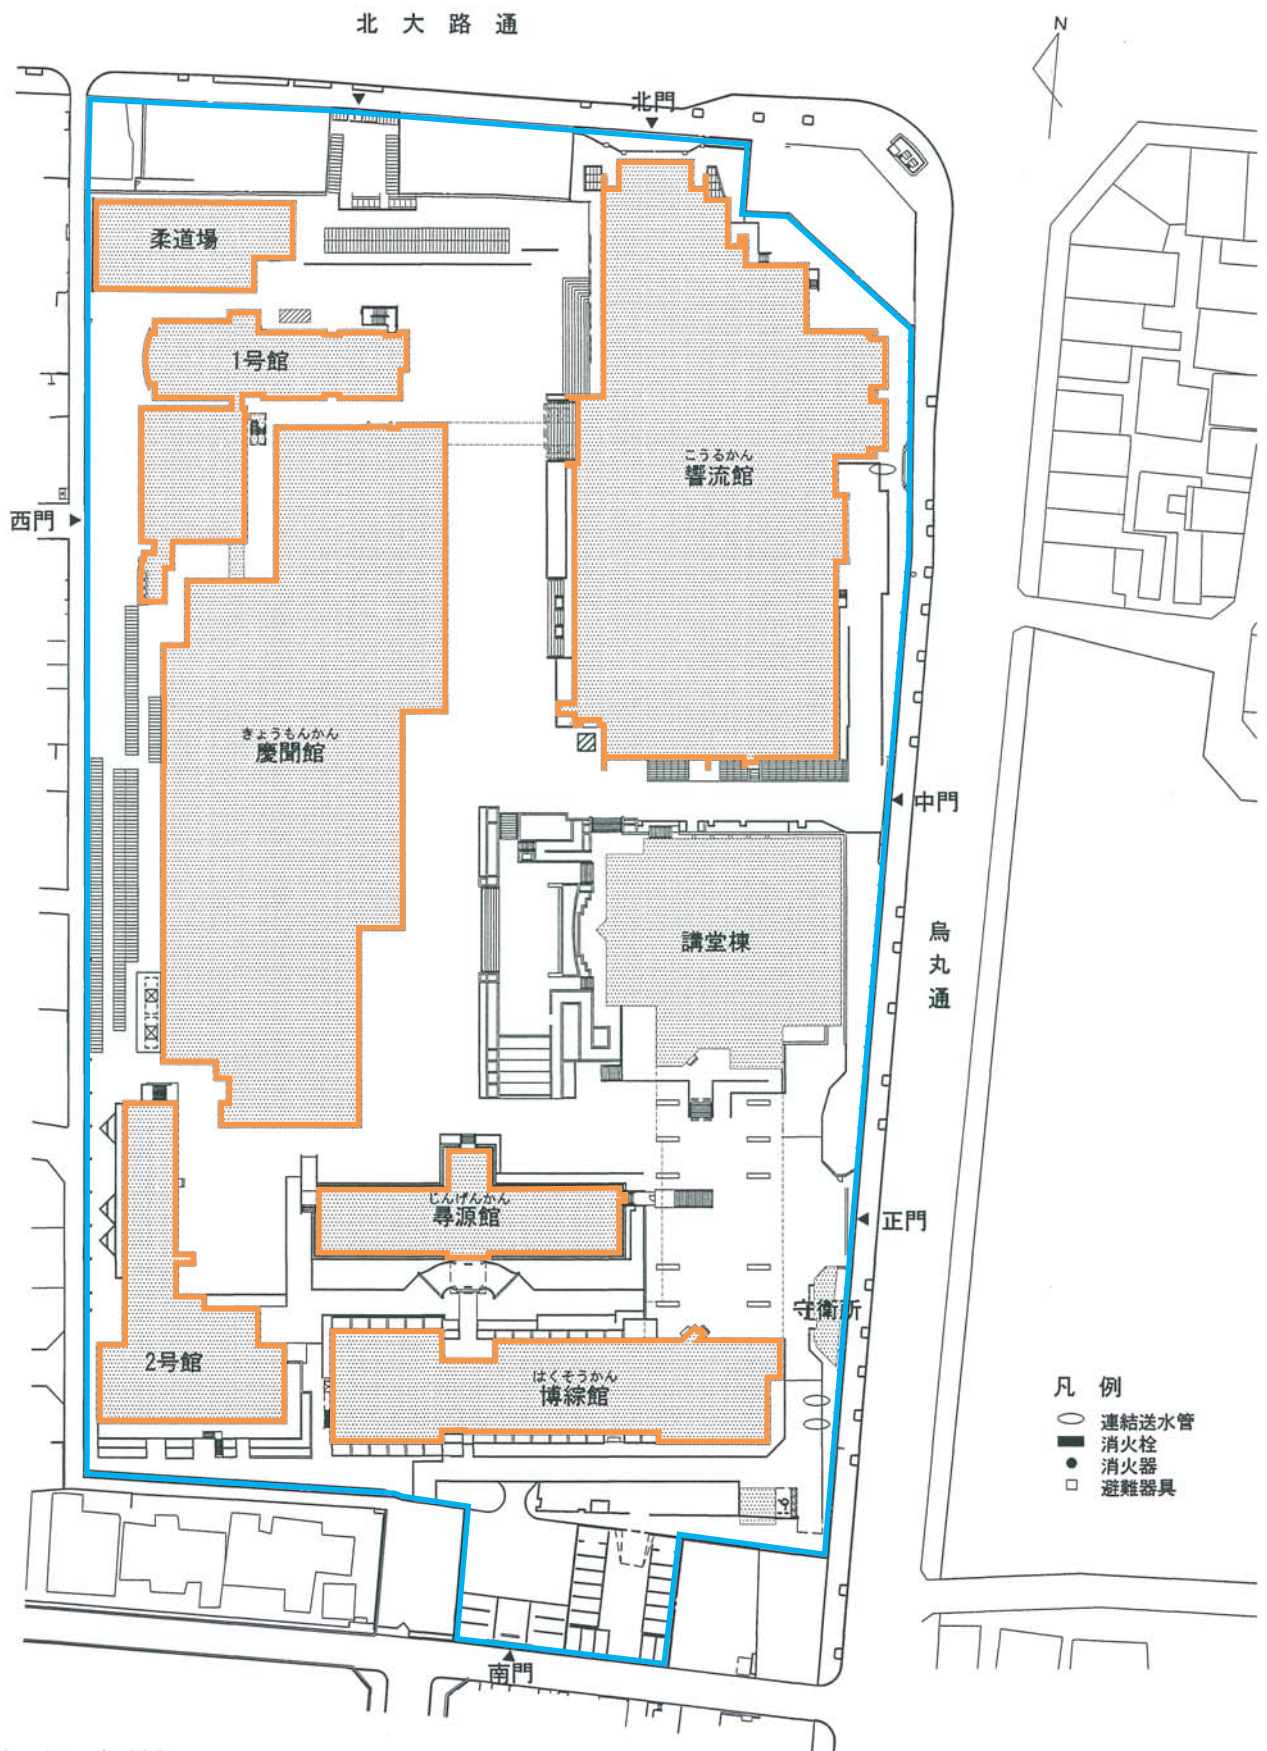 北大路通
N
北門
柔道場
1号館
こうるかん
響流館
西門
きょうもんかん
慶聞館
中門
講堂棟
烏丸通
じんげんかん
尋源館
正門
守衛所
2号館
はくそうかん
博綜館
凡例
連結送水管
消火栓
消火器
避難器具
南門